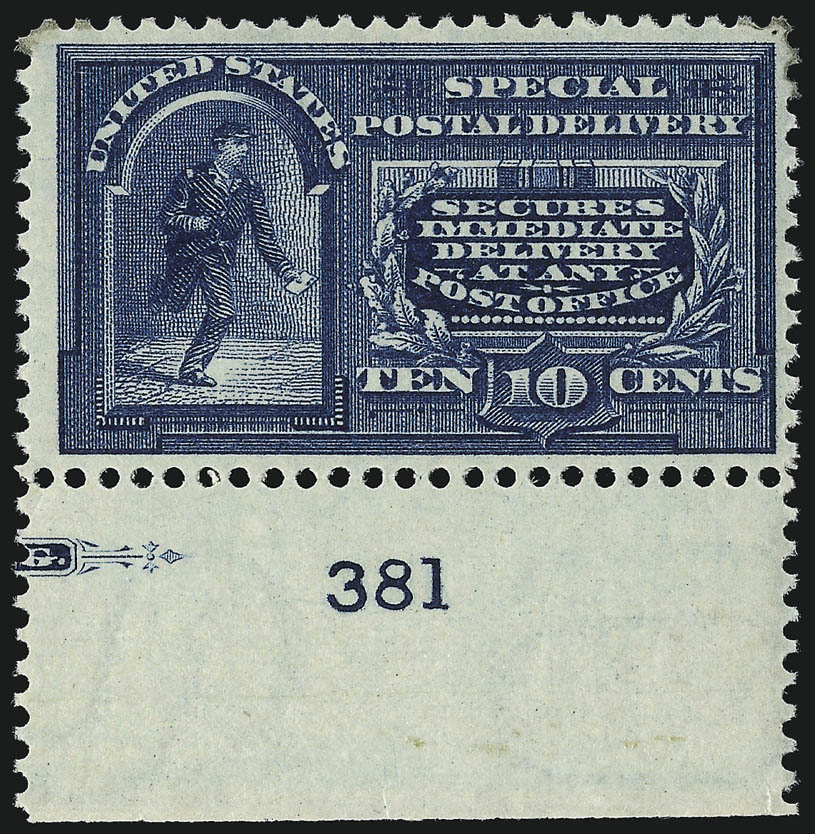 UNITED STATES
SPECIAL
POSTAL DELIVERY
SECURES
IMMEDIATE
DELIVERY
AT ANY
POST OFFICE
TEN 10 CENTS
E.
381